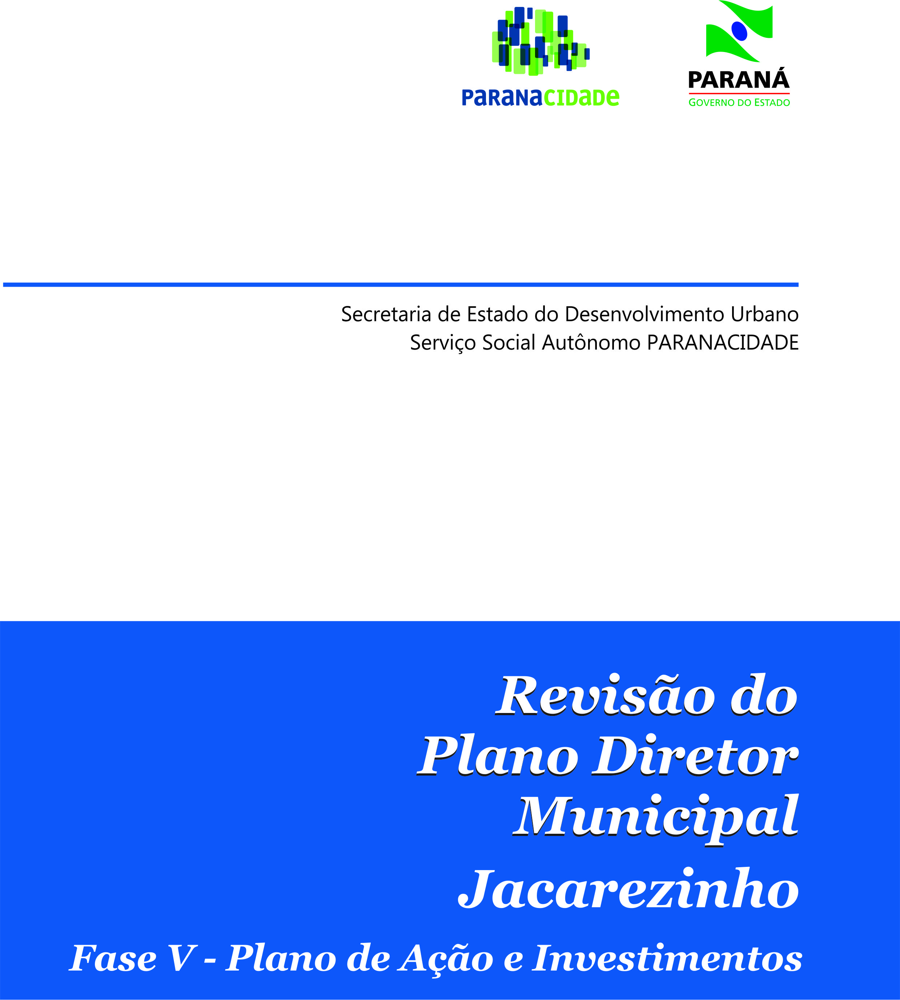 PaRaNaCIDaDe
PARANÁ
GOVERNO DO ESTADO
Secretaria de Estado do Desenvolvimento Urbano
Serviço Social Autônomo PARANACIDADE
Revisão do
Plano Diretor
Municipal
Jacarezinho
Fase V - Plano de Ação e Investimentos